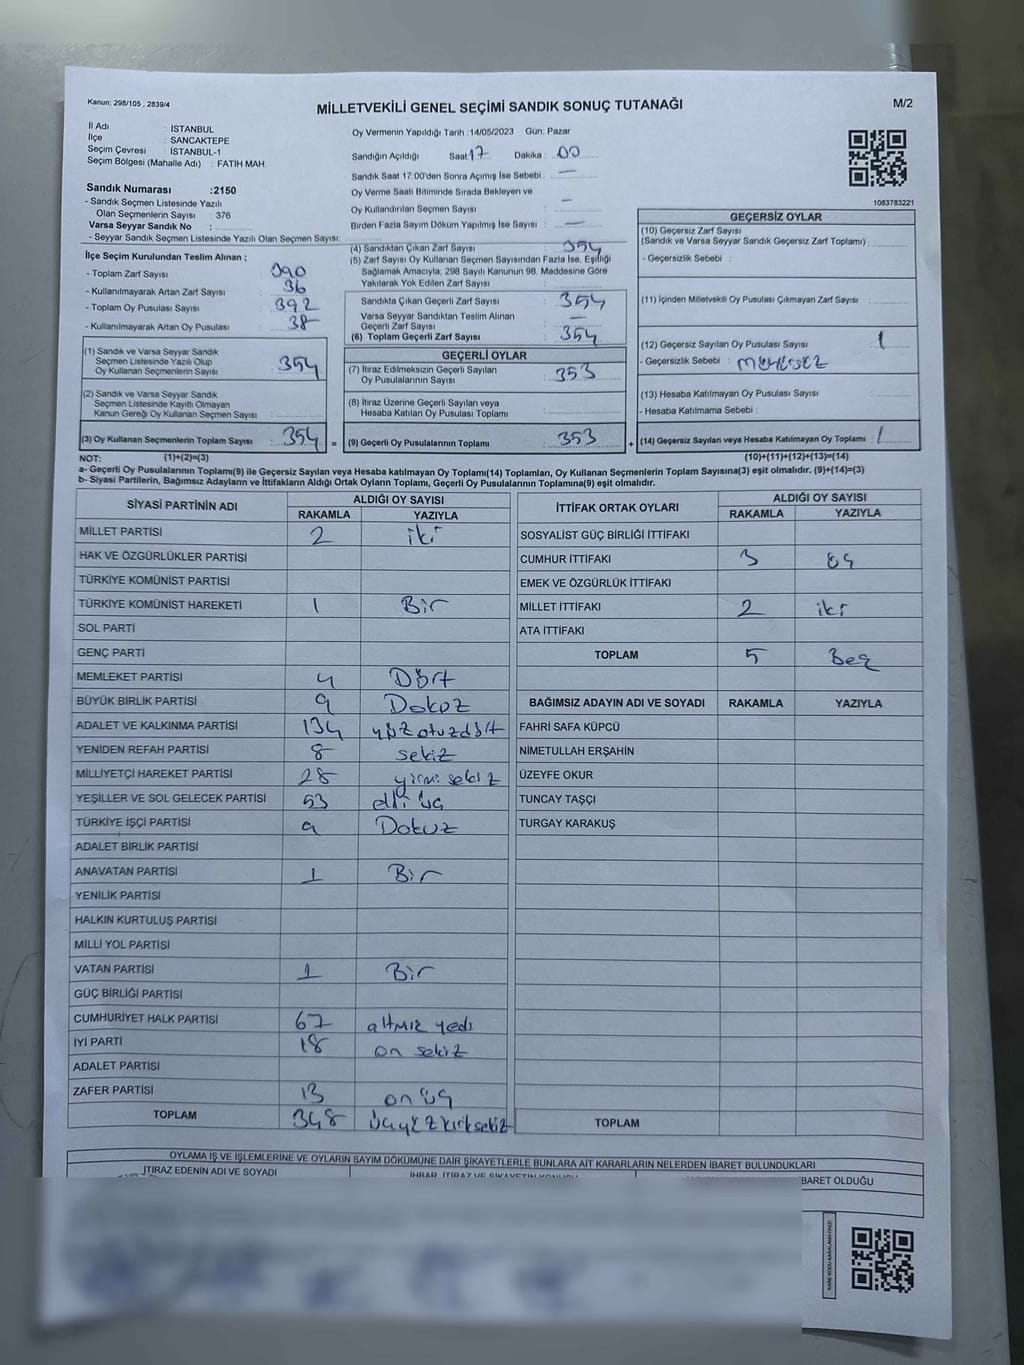 Kanun: 298/105 , 2839/4
MİLLETVEKİLİ GENEL SEÇİMİ SANDIK SONUÇ TUTANAĞI
M/2
İl Adı : İSTANBUL
İlçe : SANCAKTEPE
Seçim Çevresi : İSTANBUL-1
Seçim Bölgesi (Mahalle Adı) : FATİH MAH.
Sandık Numarası :2150
- Sandık Seçmen Listesinde Yazılı
Olan Seçmenlerin Sayısı : 376
Varsa Seyyar Sandık No :
- Seyyar Sandık Seçmen Listesinde Yazılı Olan Seçmen Sayısı:
Oy Vermenin Yapıldığı Tarih :14/05/2023 Gün: Pazar
Sandığın Açıldığı Saat:17 Dakika : 00
Sandık Saat 17:00'den Sonra Açımış İse Sebebi : —
Oy Verme Saati Bitiminde Sırada Bekleyen ve
Oy Kullandırılan Seçmen Sayısı : —
Birden Fazla Sayım Döküm Yapılmış İse Sayısı : —
1083783221
İlçe Seçim Kurulundan Teslim Alınan ;
- Toplam Zarf Sayısı : 390
- Kullanılmayarak Artan Zarf Sayısı : 36
- Toplam Oy Pusulası Sayısı : 392
- Kullanılmayarak Artan Oy Pusulası : 38
(4) Sandıktan Çıkan Zarf Sayısı : 354
(5) Zarf Sayısı Oy Kullanan Seçmen Sayısından Fazla İse, Eşitliği
Sağlamak Amacıyla, 298 Sayılı Kanunun 98. Maddesine Göre
Yakılarak Yok Edilen Zarf Sayısı :
Sandıkta Çıkan Geçerli Zarf Sayısı : 354
Varsa Seyyar Sandıktan Teslim Alınan
Geçerli Zarf Sayısı : —
(6) Toplam Geçerli Zarf Sayısı : 354
GEÇERSİZ OYLAR
(10) Geçersiz Zarf Sayısı
(Sandık ve Varsa Seyyar Sandık Geçersiz Zarf Toplamı) :
- Geçersizlik Sebebi :
(11) İçinden Milletvekili Oy Pusulası Çıkmayan Zarf Sayısı :
(12) Geçersiz Sayılan Oy Pusulası Sayısı : 1
- Geçersizlik Sebebi :
(13) Hesaba Katılmayan Oy Pusulası Sayısı :
- Hesaba Katılmama Sebebi :
(14) Geçersiz Sayılan veya Hesaba Katılmayan Oy Toplamı : 1
(1) Sandık ve Varsa Seyyar Sandık
Seçmen Listesinde Yazılı Olup
Oy Kullanan Seçmenlerin Sayısı : 354
(2) Sandık ve Varsa Seyyar Sandık
Seçmen Listesinde Kayıtlı Olmayan
Kanun Gereği Oy Kullanan Seçmen Sayısı :
(3) Oy Kullanan Seçmenlerin Toplam Sayısı : 354
=
GEÇERLİ OYLAR
(7) İtiraz Edilmeksizin Geçerli Sayılan
Oy Pusulalarının Sayısı : 353
(8) İtiraz Üzerine Geçerli Sayılan veya
Hesaba Katılan Oy Pusulası Toplamı :
(9) Geçerli Oy Pusulalarının Toplamı : 353
+
NOT: (1)+(2)=(3) (10)+(11)+(12)+(13)=(14)
a- Geçerli Oy Pusulalarının Toplamı(9) ile Geçersiz Sayılan veya Hesaba katılmayan Oy Toplamı(14) Toplamları, Oy Kullanan Seçmenlerin Toplam Sayısına(3) eşit olmalıdır. (9)+(14)=(3)
b- Siyasi Partilerin, Bağımsız Adayların ve İttifakların Aldığı Ortak Oyların Toplamı, Geçerli Oy Pusulalarının Toplamına(9) eşit olmalıdır.
SİYASİ PARTİNİN ADI ALDIĞI OY SAYISI
RAKAMLA YAZIYLA
MİLLET PARTİSİ 2 iki
HAK VE ÖZGÜRLÜKLER PARTİSİ
TÜRKİYE KOMÜNİST PARTİSİ
TÜRKİYE KOMÜNİST HAREKETİ 1 Bir
SOL PARTİ
GENÇ PARTİ
MEMLEKET PARTİSİ 4 Dört
BÜYÜK BİRLİK PARTİSİ 9 Dokuz
ADALET VE KALKINMA PARTİSİ 134 yüz otuzdört
YENİDEN REFAH PARTİSİ 8 sekiz
MİLLİYETÇİ HAREKET PARTİSİ 28 yirmi sekiz
YEŞİLLER VE SOL GELECEK PARTİSİ 53 elli üç
TÜRKİYE İŞÇİ PARTİSİ 9 Dokuz
ADALET BİRLİK PARTİSİ
ANAVATAN PARTİSİ 1 Bir
YENİLİK PARTİSİ
HALKIN KURTULUŞ PARTİSİ
MİLLİ YOL PARTİSİ
VATAN PARTİSİ 1 Bir
GÜÇ BİRLİĞİ PARTİSİ
CUMHURİYET HALK PARTİSİ 67 altmış yedi
İYİ PARTİ 18 on sekiz
ADALET PARTİSİ
ZAFER PARTİSİ 13 on üç
TOPLAM 348 üçyüzkırksekiz
İTTİFAK ORTAK OYLARI ALDIĞI OY SAYISI
RAKAMLA YAZIYLA
SOSYALİST GÜÇ BİRLİĞİ İTTİFAKI
CUMHUR İTTİFAKI 3 üç
EMEK VE ÖZGÜRLÜK İTTİFAKI
MİLLET İTTİFAKI 2 iki
ATA İTTİFAKI
TOPLAM 5 Beş
BAĞIMSIZ ADAYIN ADI VE SOYADI RAKAMLA YAZIYLA
FAHRİ SAFA KÜPCÜ
NİMETULLAH ERŞAHİN
ÜZEYFE OKUR
TUNCAY TAŞÇI
TURGAY KARAKUŞ
TOPLAM
OYLAMA İŞ VE İŞLEMLERİNE VE OYLARIN SAYIM DÖKÜMÜNE DAİR ŞİKAYETLERLE BUNLARA AİT KARARLARIN NELERDEN İBARET BULUNDUKLARI
İTİRAZ EDENİN ADI VE SOYADI
İHBAR, İTİRAZ VE ŞİKAYETİN KONUSU
BARET OLDUĞU